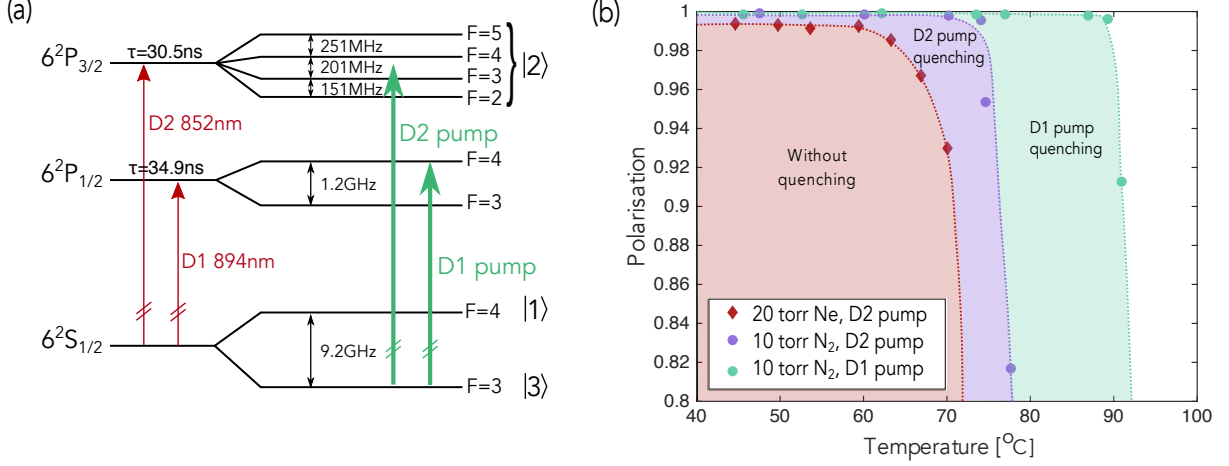 (a)
6²P3/2
τ=30.5ns
F=5
251MHz
F=4
201MHz
F=3
151MHz
F=2
|2⟩
D2 852nm
D2 pump
6²P1/2
τ=34.9ns
F=4
1.2GHz
F=3
D1 894nm
D1 pump
6²S1/2
F=4
|1⟩
9.2GHz
F=3
|3⟩
(b)
Polarisation
1
0.98
0.96
0.94
0.92
0.9
0.88
0.86
0.84
0.82
0.8
D2 pump
quenching
D1 pump
quenching
Without
quenching
20 torr Ne, D2 pump
10 torr N₂, D2 pump
10 torr N₂, D1 pump
40 50 60 70 80 90 100
Temperature [°C]